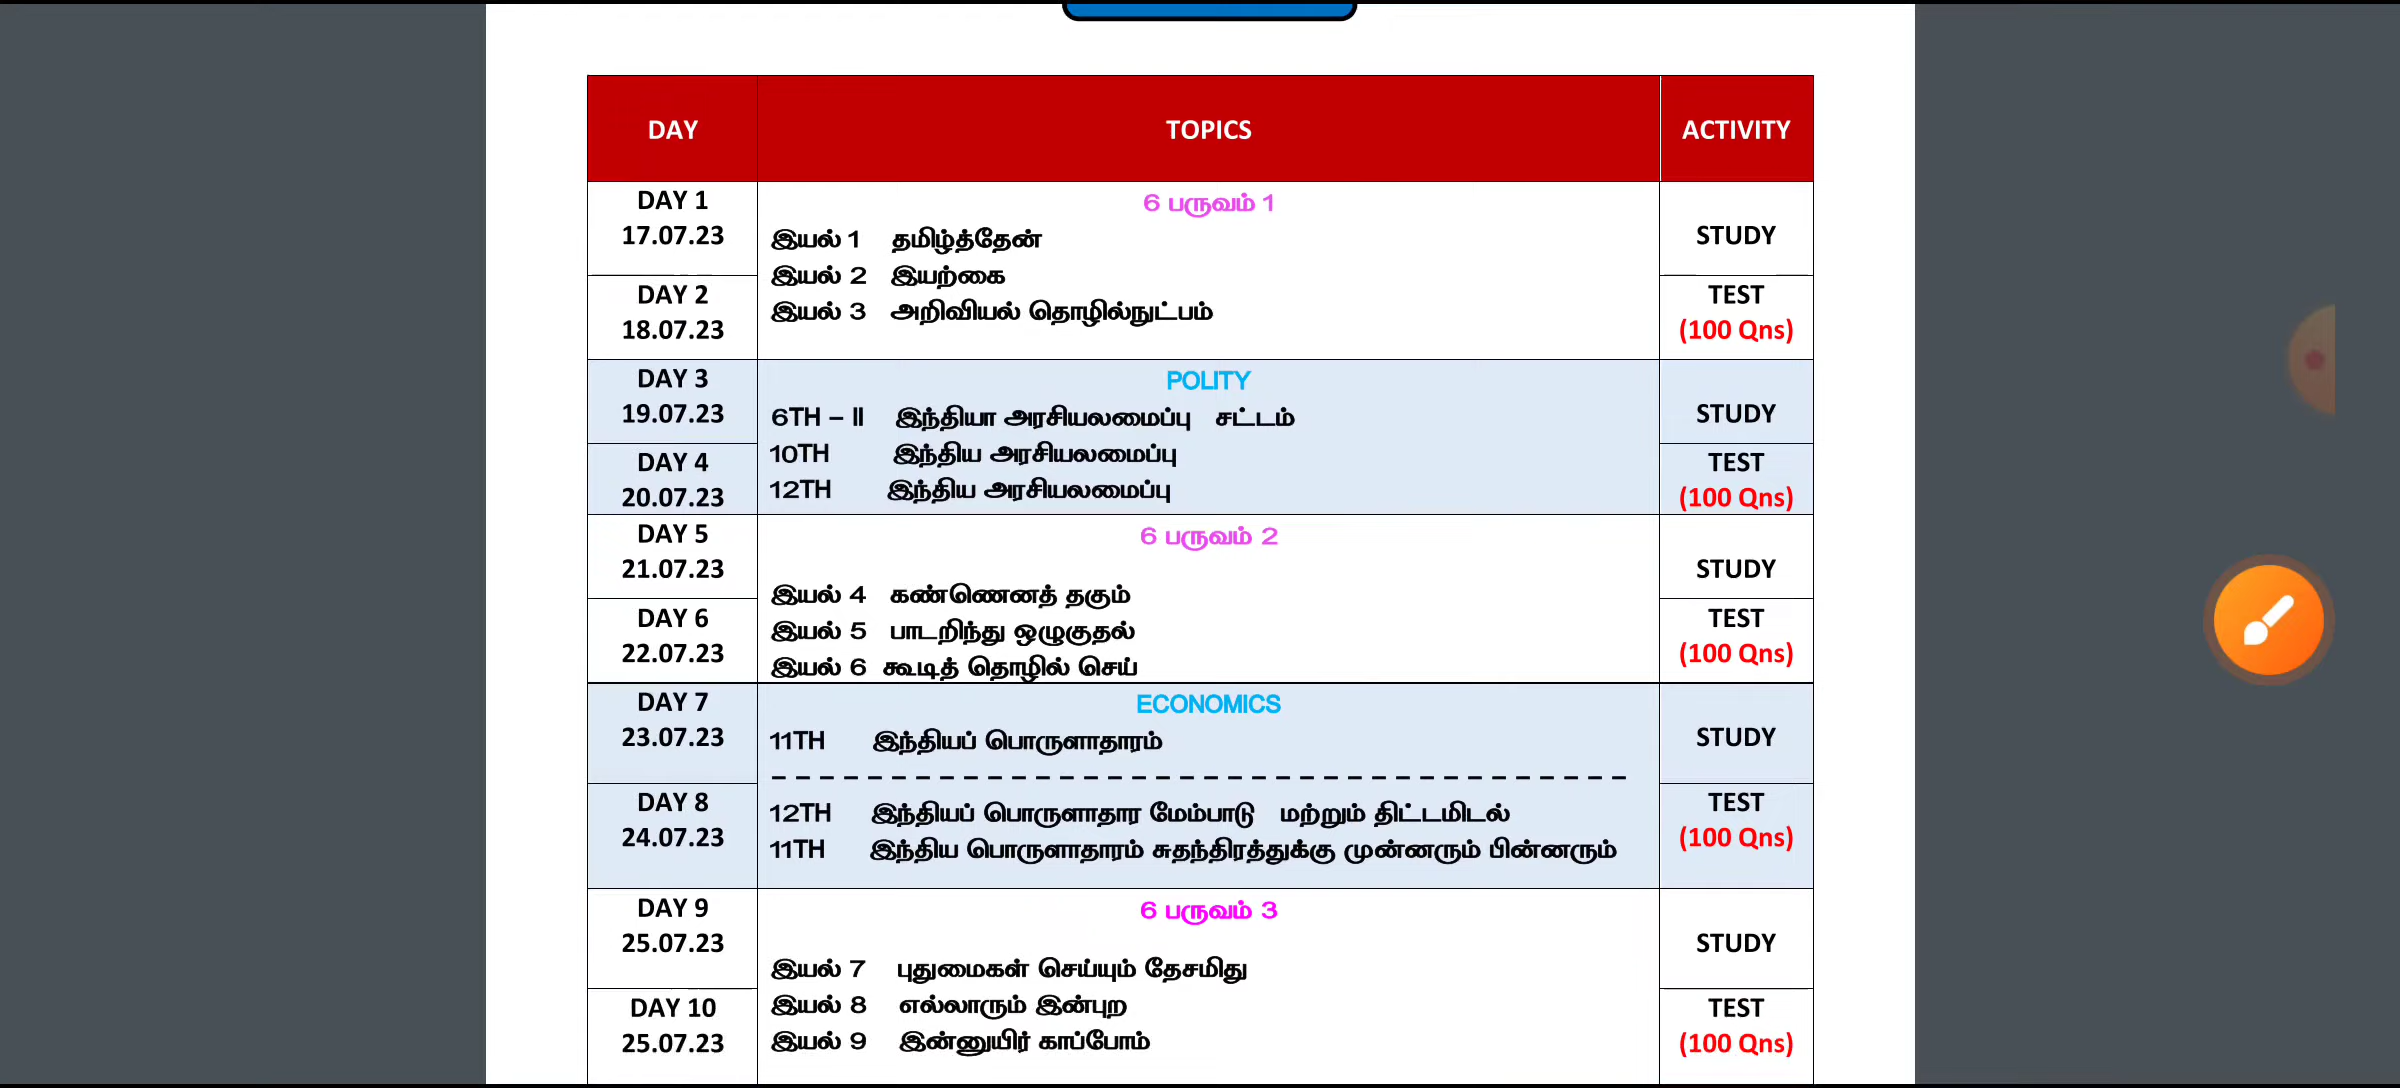 DAY TOPICS ACTIVITY
DAY 1
17.07.23
6 பருவம் 1
இயல் 1 தமிழ்த்தேன்
இயல் 2 இயற்கை
இயல் 3 அறிவியல் தொழில்நுட்பம்
STUDY
DAY 2
18.07.23
TEST
(100 Qns)
DAY 3
19.07.23
POLITY
6TH – II இந்தியா அரசியலமைப்பு சட்டம்
10TH இந்திய அரசியலமைப்பு
12TH இந்திய அரசியலமைப்பு
STUDY
DAY 4
20.07.23
TEST
(100 Qns)
DAY 5
21.07.23
6 பருவம் 2
இயல் 4 கண்ணெனத் தகும்
இயல் 5 பாடறிந்து ஒழுகுதல்
இயல் 6 கூடித் தொழில் செய்
STUDY
DAY 6
22.07.23
TEST
(100 Qns)
DAY 7
23.07.23
ECONOMICS
11TH இந்தியப் பொருளாதாரம்
STUDY
DAY 8
24.07.23
12TH இந்தியப் பொருளாதார மேம்பாடு மற்றும் திட்டமிடல்
11TH இந்திய பொருளாதாரம் சுதந்திரத்துக்கு முன்னரும் பின்னரும்
TEST
(100 Qns)
DAY 9
25.07.23
6 பருவம் 3
இயல் 7 புதுமைகள் செய்யும் தேசமிது
இயல் 8 எல்லாரும் இன்புற
இயல் 9 இன்னுயிர் காப்போம்
STUDY
DAY 10
25.07.23
TEST
(100 Qns)